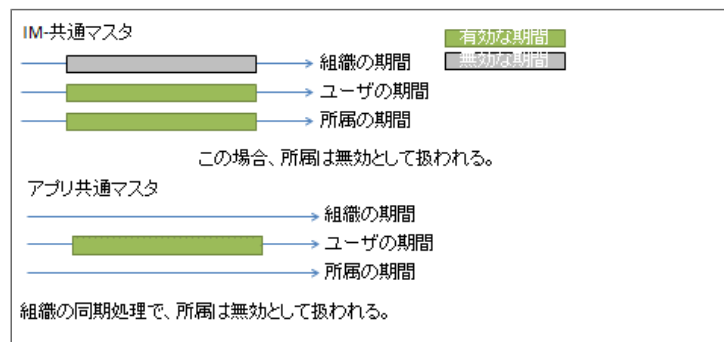 IM-共通マスタ
有効な期間
組織の期間
無効な期間
ユーザの期間
所属の期間
この場合、所属は無効として扱われる。
アプリ共通マスタ
組織の期間
ユーザの期間
所属の期間
組織の同期処理で、所属は無効として扱われる。